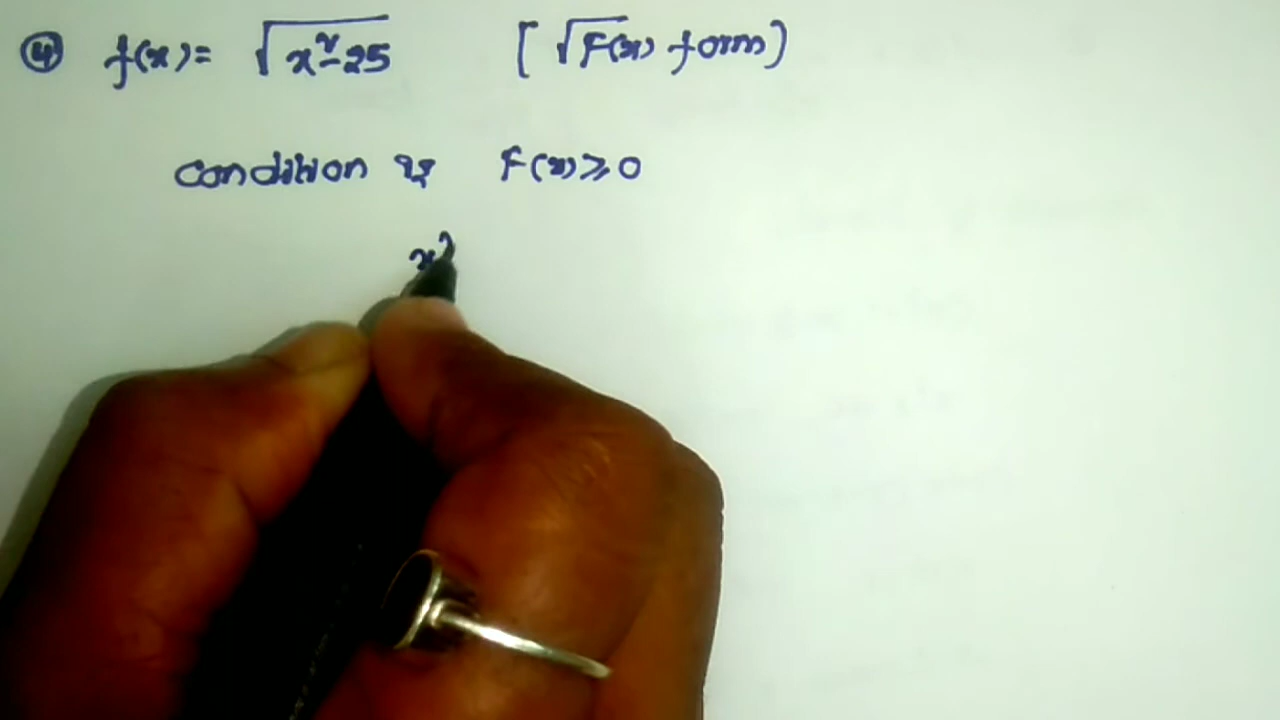 ④ f(x) = √x²-25 [√F(x) form]
condition is F(x) ≥ 0
x²